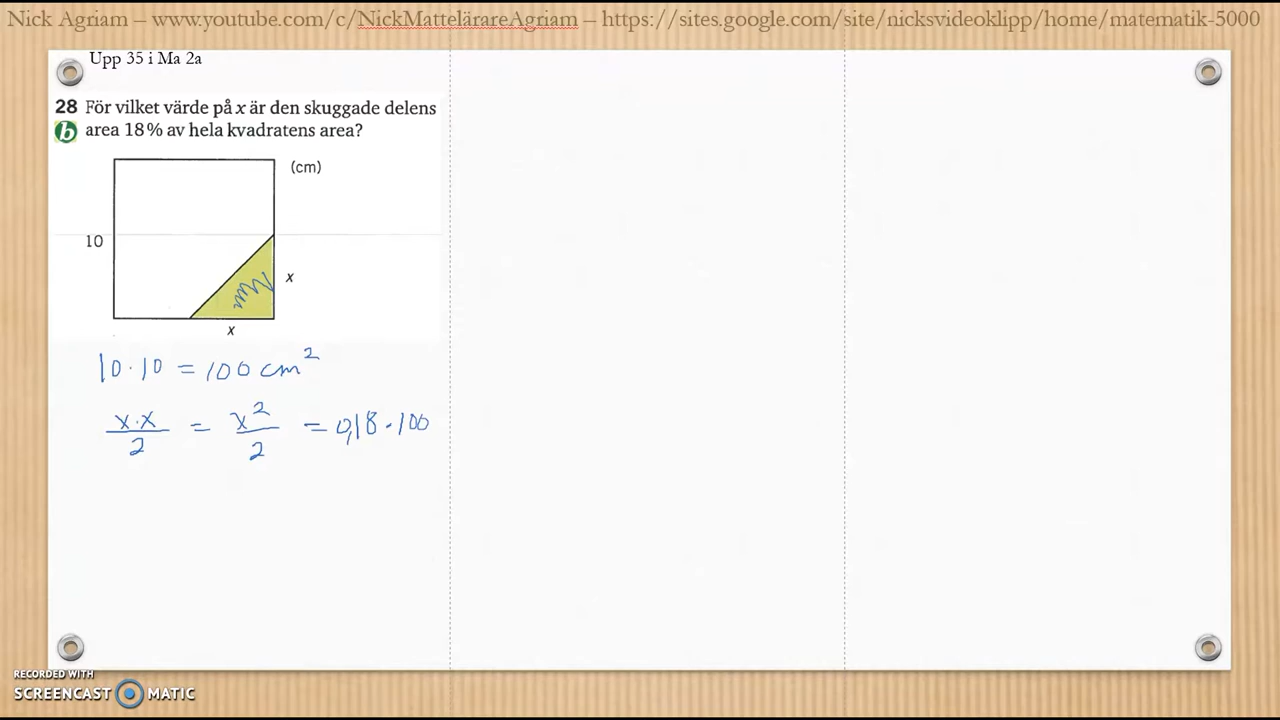 Nick Agriam – www.youtube.com/c/NickMattelärareAgriam – https://sites.google.com/site/nicksvideoklipp/home/matematik-5000
Upp 35 i Ma 2a
28 För vilket värde på x är den skuggade delens
b area 18% av hela kvadratens area?
(cm)
10
x
x
10·10 = 100 cm²
x·x/2 = x²/2 = 0,18·100
RECORDED WITH
SCREENCAST MATIC